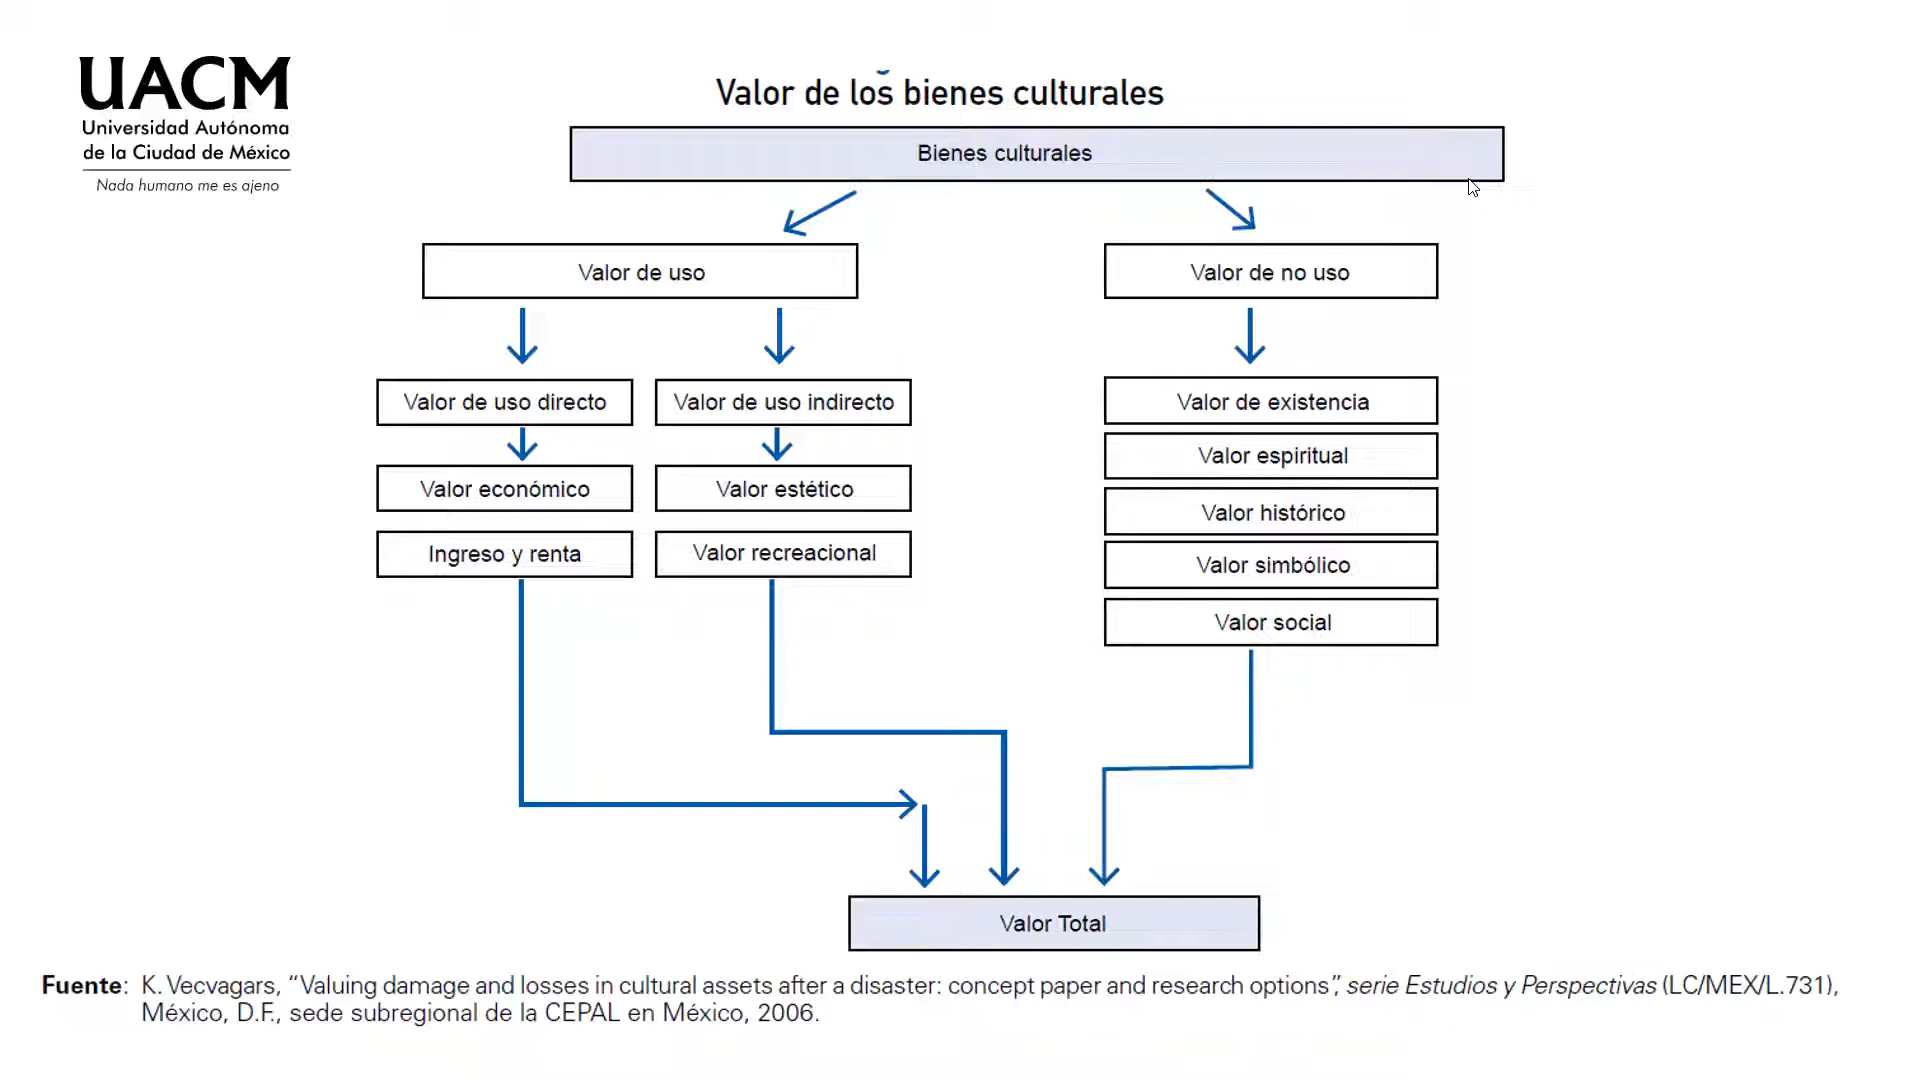 UACM
Universidad Autónoma
de la Ciudad de México
Nada humano me es ajeno
Valor de los bienes culturales
Bienes culturales
Valor de uso
Valor de no uso
Valor de uso directo
Valor de uso indirecto
Valor de existencia
Valor espiritual
Valor económico
Valor estético
Valor histórico
Ingreso y renta
Valor recreacional
Valor simbólico
Valor social
Valor Total
Fuente: K. Vecvagars, “Valuing damage and losses in cultural assets after a disaster: concept paper and research options”, serie Estudios y Perspectivas (LC/MEX/L.731),
México, D.F., sede subregional de la CEPAL en México, 2006.